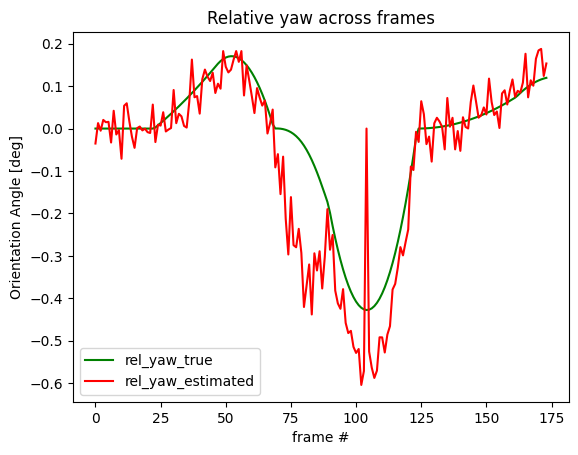 Relative yaw across frames
Orientation Angle [deg]
0.2
0.1
0.0
−0.1
−0.2
−0.3
−0.4
−0.5
−0.6
rel_yaw_true
rel_yaw_estimated
0 25 50 75 100 125 150 175
frame #